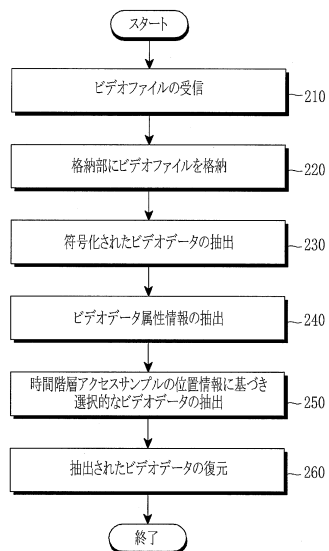 スタート
ビデオファイルの受信
210
格納部にビデオファイルを格納
220
符号化されたビデオデータの抽出
230
ビデオデータ属性情報の抽出
240
時間階層アクセスサンプルの位置情報に基づき
選択的なビデオデータの抽出
250
抽出されたビデオデータの復元
260
終了